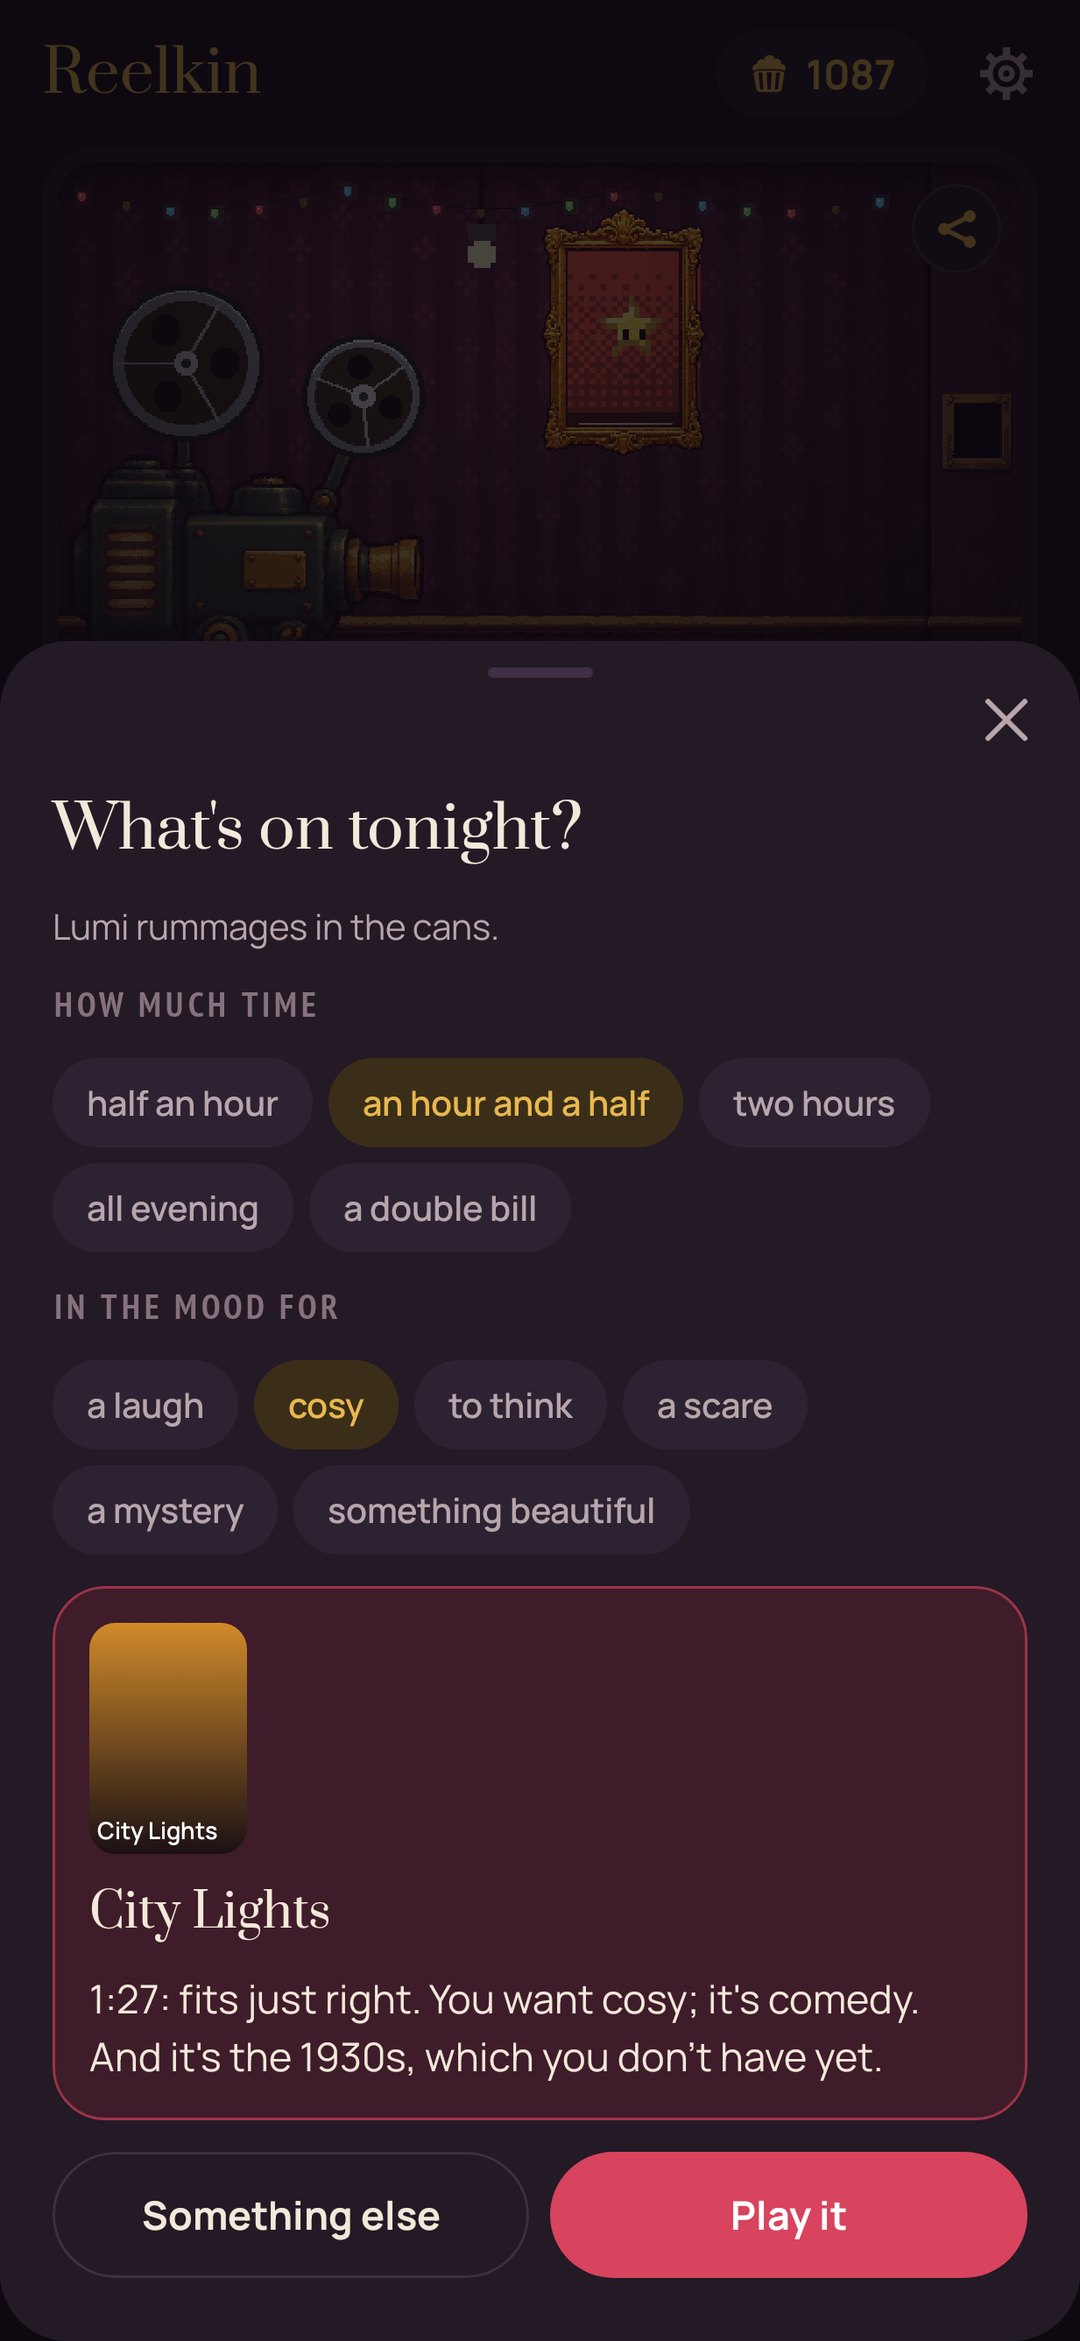 Reelkin
1087
What's on tonight?
Lumi rummages in the cans.
HOW MUCH TIME
half an hour
an hour and a half
two hours
all evening
a double bill
IN THE MOOD FOR
a laugh
cosy
to think
a scare
a mystery
something beautiful
City Lights
City Lights
1:27: fits just right. You want cosy; it's comedy.
And it's the 1930s, which you don’t have yet.
Something else
Play it